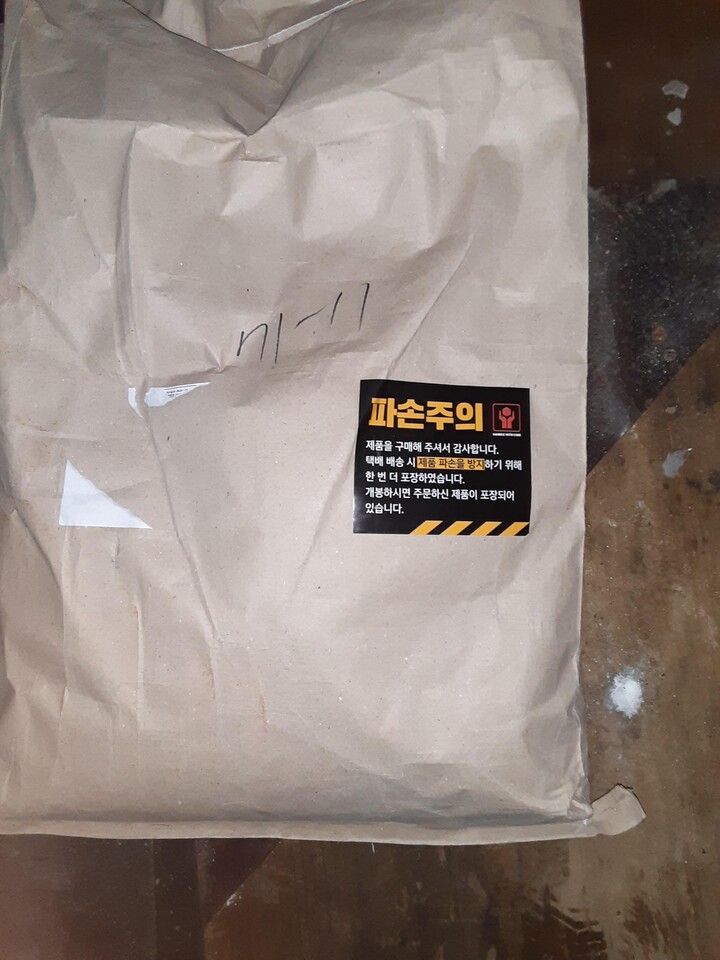 파손주의
HANDLE WITH CARE
제품을 구매해 주셔서 감사합니다.
택배 배송 시 제품 파손을 방지하기 위해
한 번 더 포장하였습니다.
개봉하시면 주문하신 제품이 포장되어
있습니다.